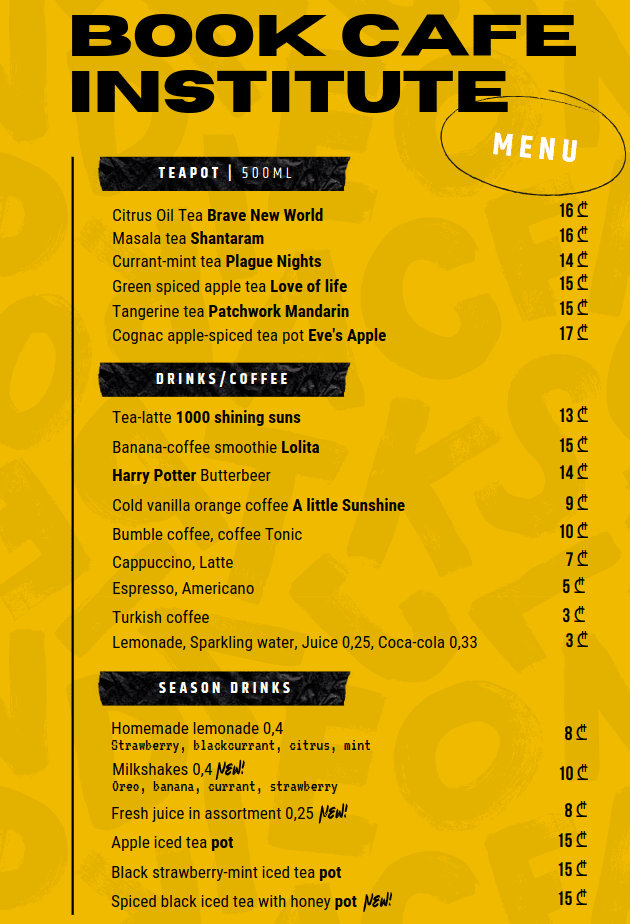 BOOK CAFE
INSTITUTE
MENU
TEAPOT | 500ML
Citrus Oil Tea Brave New World 16 ₾
Masala tea Shantaram 16 ₾
Currant-mint tea Plague Nights 14 ₾
Green spiced apple tea Love of life 15 ₾
Tangerine tea Patchwork Mandarin 15 ₾
Cognac apple-spiced tea pot Eve's Apple 17 ₾
DRINKS/COFFEE
Tea-latte 1000 shining suns 13 ₾
Banana-coffee smoothie Lolita 15 ₾
Harry Potter Butterbeer 14 ₾
Cold vanilla orange coffee A little Sunshine 9 ₾
Bumble coffee, coffee Tonic 10 ₾
Cappuccino, Latte 7 ₾
Espresso, Americano 5 ₾
Turkish coffee 3 ₾
Lemonade, Sparkling water, Juice 0,25, Coca-cola 0,33 3 ₾
SEASON DRINKS
Homemade lemonade 0,4 8 ₾
Strawberry, blackcurrant, citrus, mint
Milkshakes 0,4 NEW! 10 ₾
Oreo, banana, currant, strawberry
Fresh juice in assortment 0,25 NEW! 8 ₾
Apple iced tea pot 15 ₾
Black strawberry-mint iced tea pot 15 ₾
Spiced black iced tea with honey pot NEW! 15 ₾